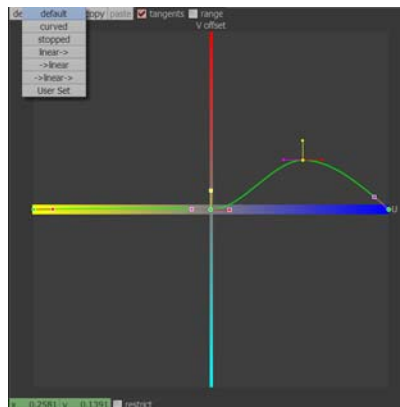 de default copy paste tangents range
V offset
curved
stopped
linear->
->linear
->linear->
User Set
U
x 0.2581 y 0.1391 restrict